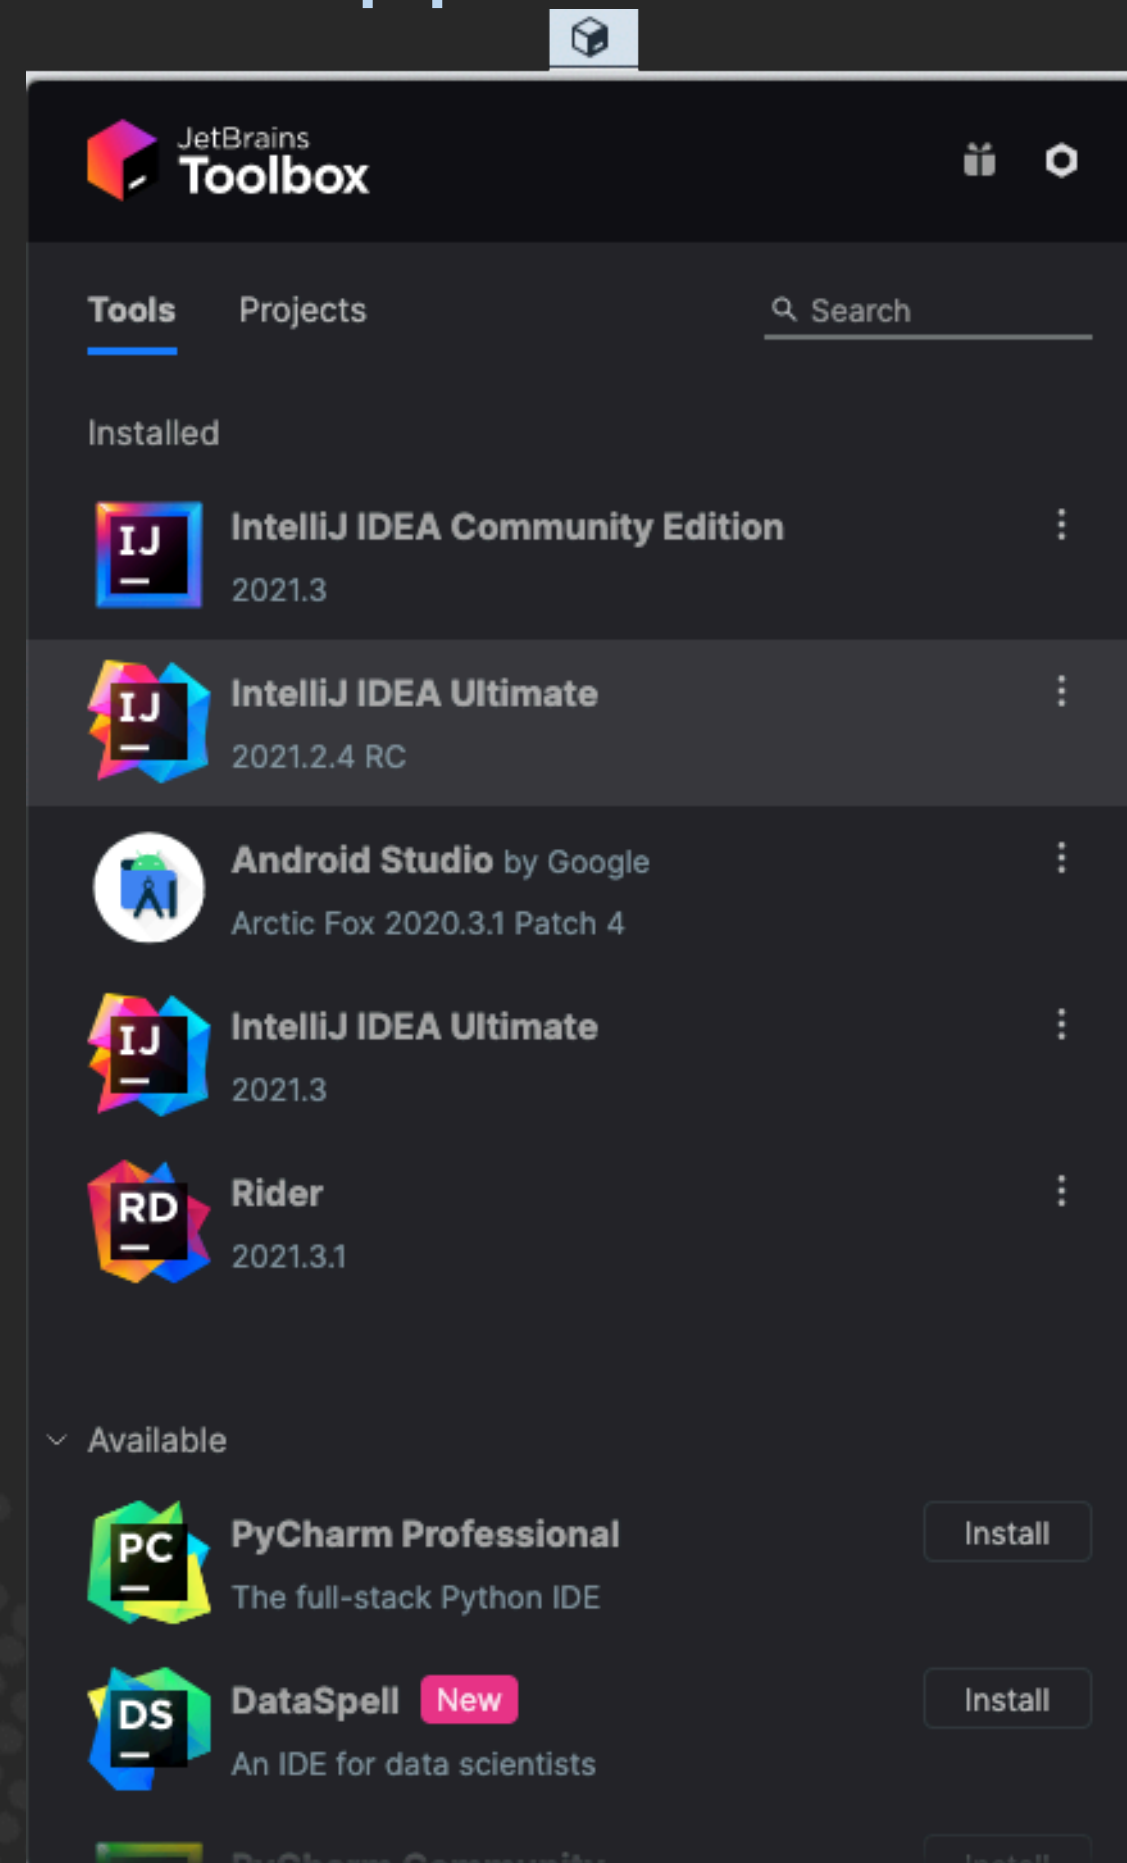 JetBrains
Toolbox
Tools Projects Search
Installed
IJ
IntelliJ IDEA Community Edition
2021.3
IJ
IntelliJ IDEA Ultimate
2021.2.4 RC
Android Studio by Google
Arctic Fox 2020.3.1 Patch 4
IJ
IntelliJ IDEA Ultimate
2021.3
RD
Rider
2021.3.1
Available
PC
PyCharm Professional Install
The full-stack Python IDE
DS
DataSpell New Install
An IDE for data scientists
PyCharm Community Install